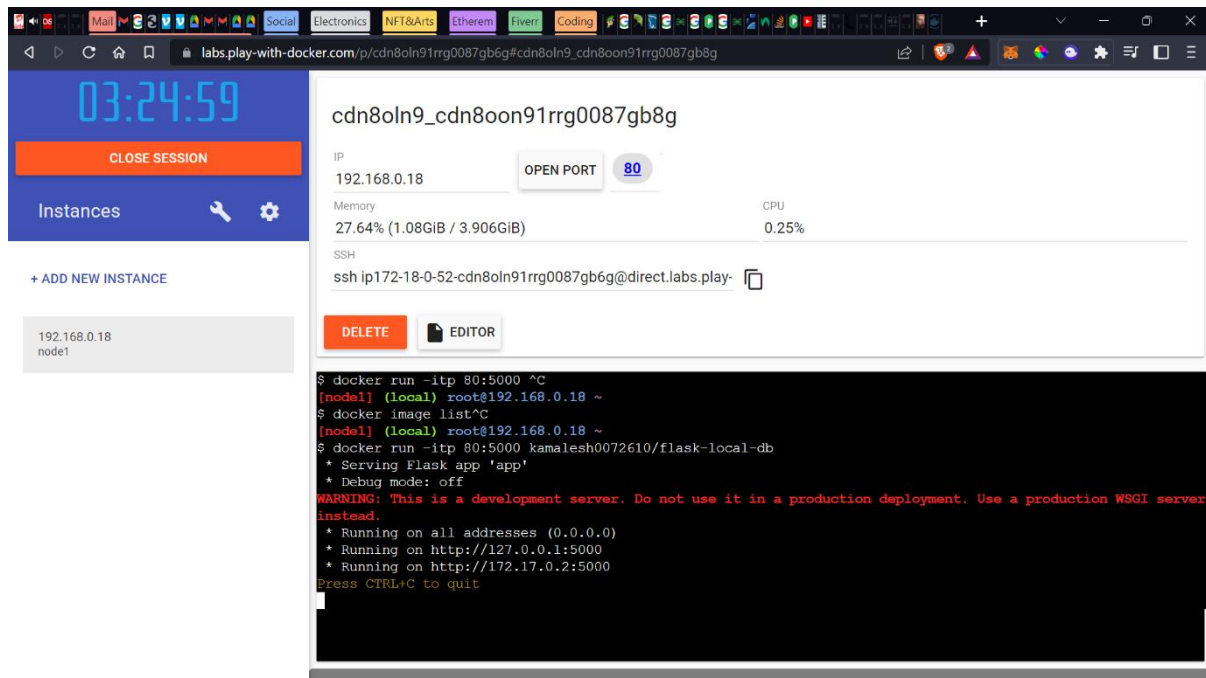 Mail
Social
Electronics
NFT&Arts
Etherem
Fiverr
Coding
labs.play-with-docker.com/p/cdn8oln91rrg0087gb6g#cdn8oln9_cdn8oon91rrg0087gb8g
03:24:59
CLOSE SESSION
Instances
+ ADD NEW INSTANCE
192.168.0.18
node1
cdn8oln9_cdn8oon91rrg0087gb8g
IP
192.168.0.18
OPEN PORT
80
Memory
27.64% (1.08GiB / 3.906GiB)
CPU
0.25%
SSH
ssh ip172-18-0-52-cdn8oln91rrg0087gb6g@direct.labs.play-
DELETE
EDITOR
$ docker run -itp 80:5000 ^C
[node1] (local) root@192.168.0.18 ~
$ docker image list^C
[node1] (local) root@192.168.0.18 ~
$ docker run -itp 80:5000 kamalesh0072610/flask-local-db
* Serving Flask app 'app'
* Debug mode: off
WARNING: This is a development server. Do not use it in a production deployment. Use a production WSGI server
instead.
* Running on all addresses (0.0.0.0)
* Running on http://127.0.0.1:5000
* Running on http://172.17.0.2:5000
Press CTRL+C to quit